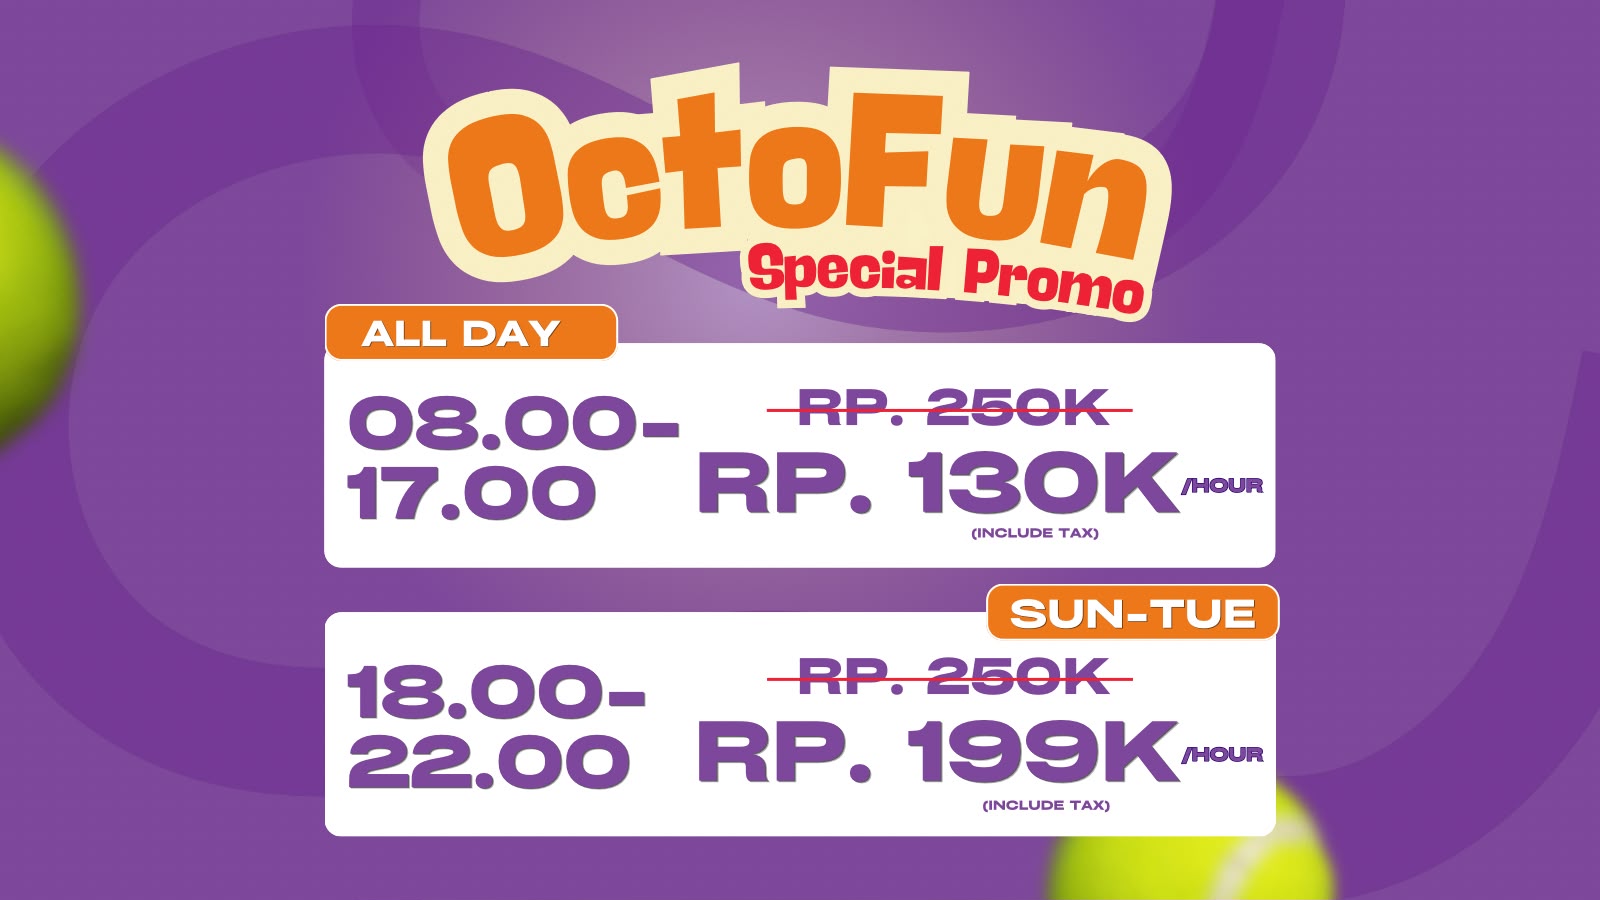 OctoFun
Special Promo
ALL DAY
08.00-
17.00
RP. 250K
RP. 130K/HOUR
(INCLUDE TAX)
SUN-TUE
18.00-
22.00
RP. 250K
RP. 199K/HOUR
(INCLUDE TAX)